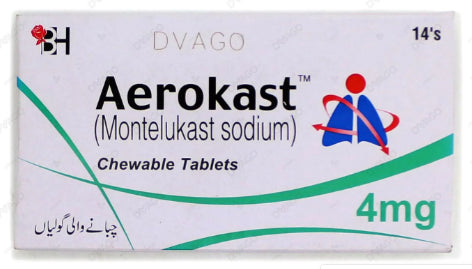 BH
DVAGO
14's
Aerokast™
(Montelukast sodium)
Chewable Tablets
4mg
چبانے والی گولیاں